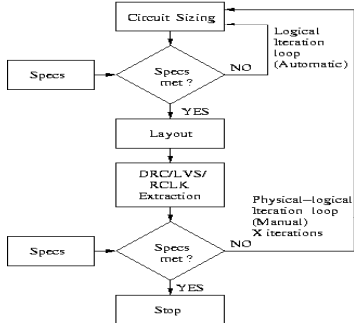 Circuit Sizing
Logical
Iteration
loop
(Automatic)
Specs
Specs
met ?
NO
YES
Layout
DRC/LVS/
RCLK
Extraction
Physical-logical
Iteration loop
(Manual)
X iterations
Specs
Specs
met ?
NO
YES
Stop